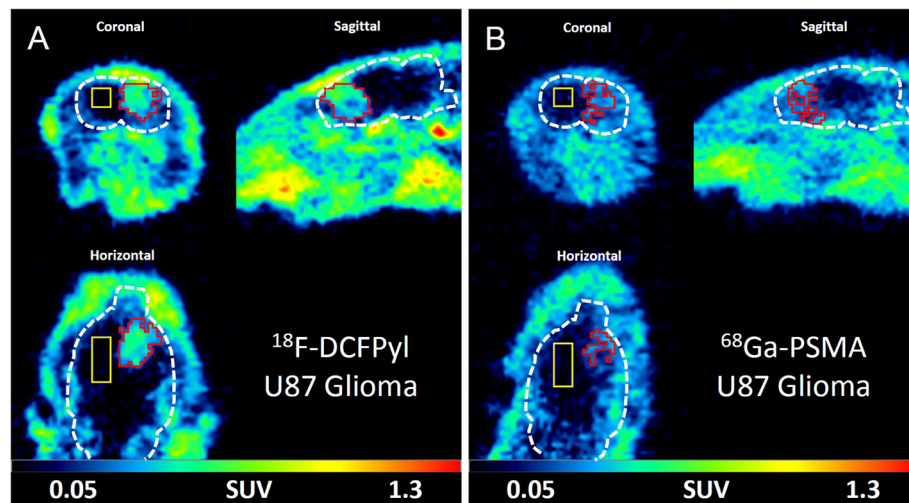 A
Coronal
Sagittal
Horizontal
¹⁸F-DCFPyl
U87 Glioma
0.05 SUV 1.3
B
Coronal
Sagittal
Horizontal
⁶⁸Ga-PSMA
U87 Glioma
0.05 SUV 1.3